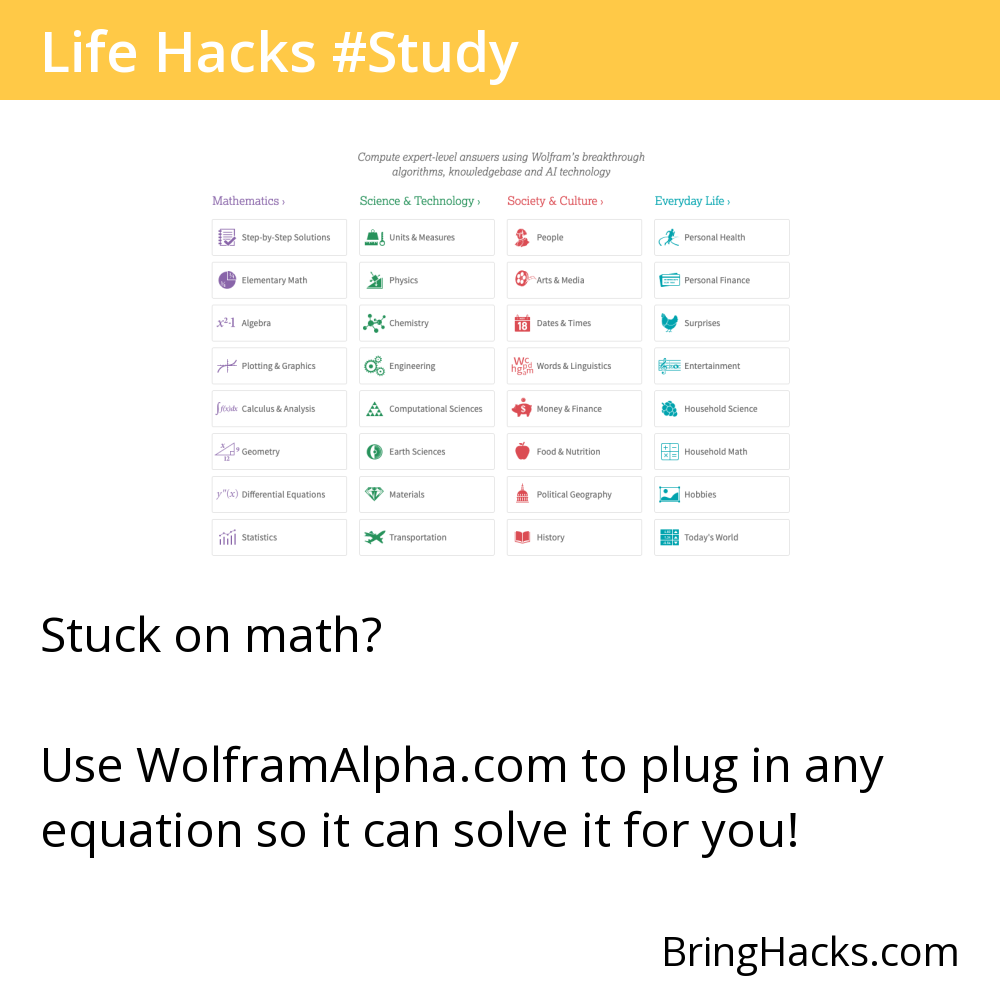 Life Hacks #Study
Compute expert-level answers using Wolfram's breakthrough
algorithms, knowledgebase and AI technology
Mathematics ›
Science & Technology ›
Society & Culture ›
Everyday Life ›
Step-by-Step Solutions
Units & Measures
People
Personal Health
Elementary Math
Physics
Arts & Media
Personal Finance
x²-1 Algebra
Chemistry
18 Dates & Times
Surprises
Plotting & Graphics
Engineering
Words & Linguistics
Entertainment
∫f(x)dx Calculus & Analysis
Computational Sciences
$ Money & Finance
Household Science
Geometry
Earth Sciences
Food & Nutrition
Household Math
y″(x) Differential Equations
Materials
Political Geography
Hobbies
Statistics
Transportation
History
Today's World
Stuck on math?
Use WolframAlpha.com to plug in any
equation so it can solve it for you!
BringHacks.com